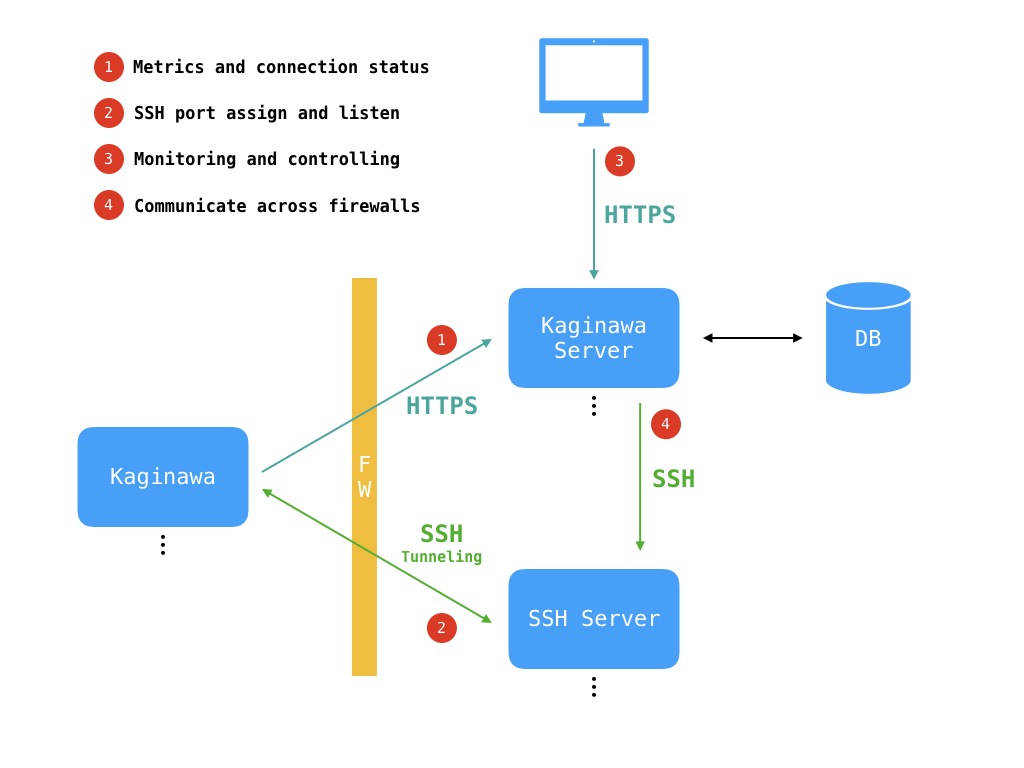 1 Metrics and connection status
2 SSH port assign and listen
3 Monitoring and controlling
4 Communicate across firewalls
3
HTTPS
Kaginawa
Server
DB
1
HTTPS
4
SSH
Kaginawa
F
W
SSH
Tunneling
2
SSH Server